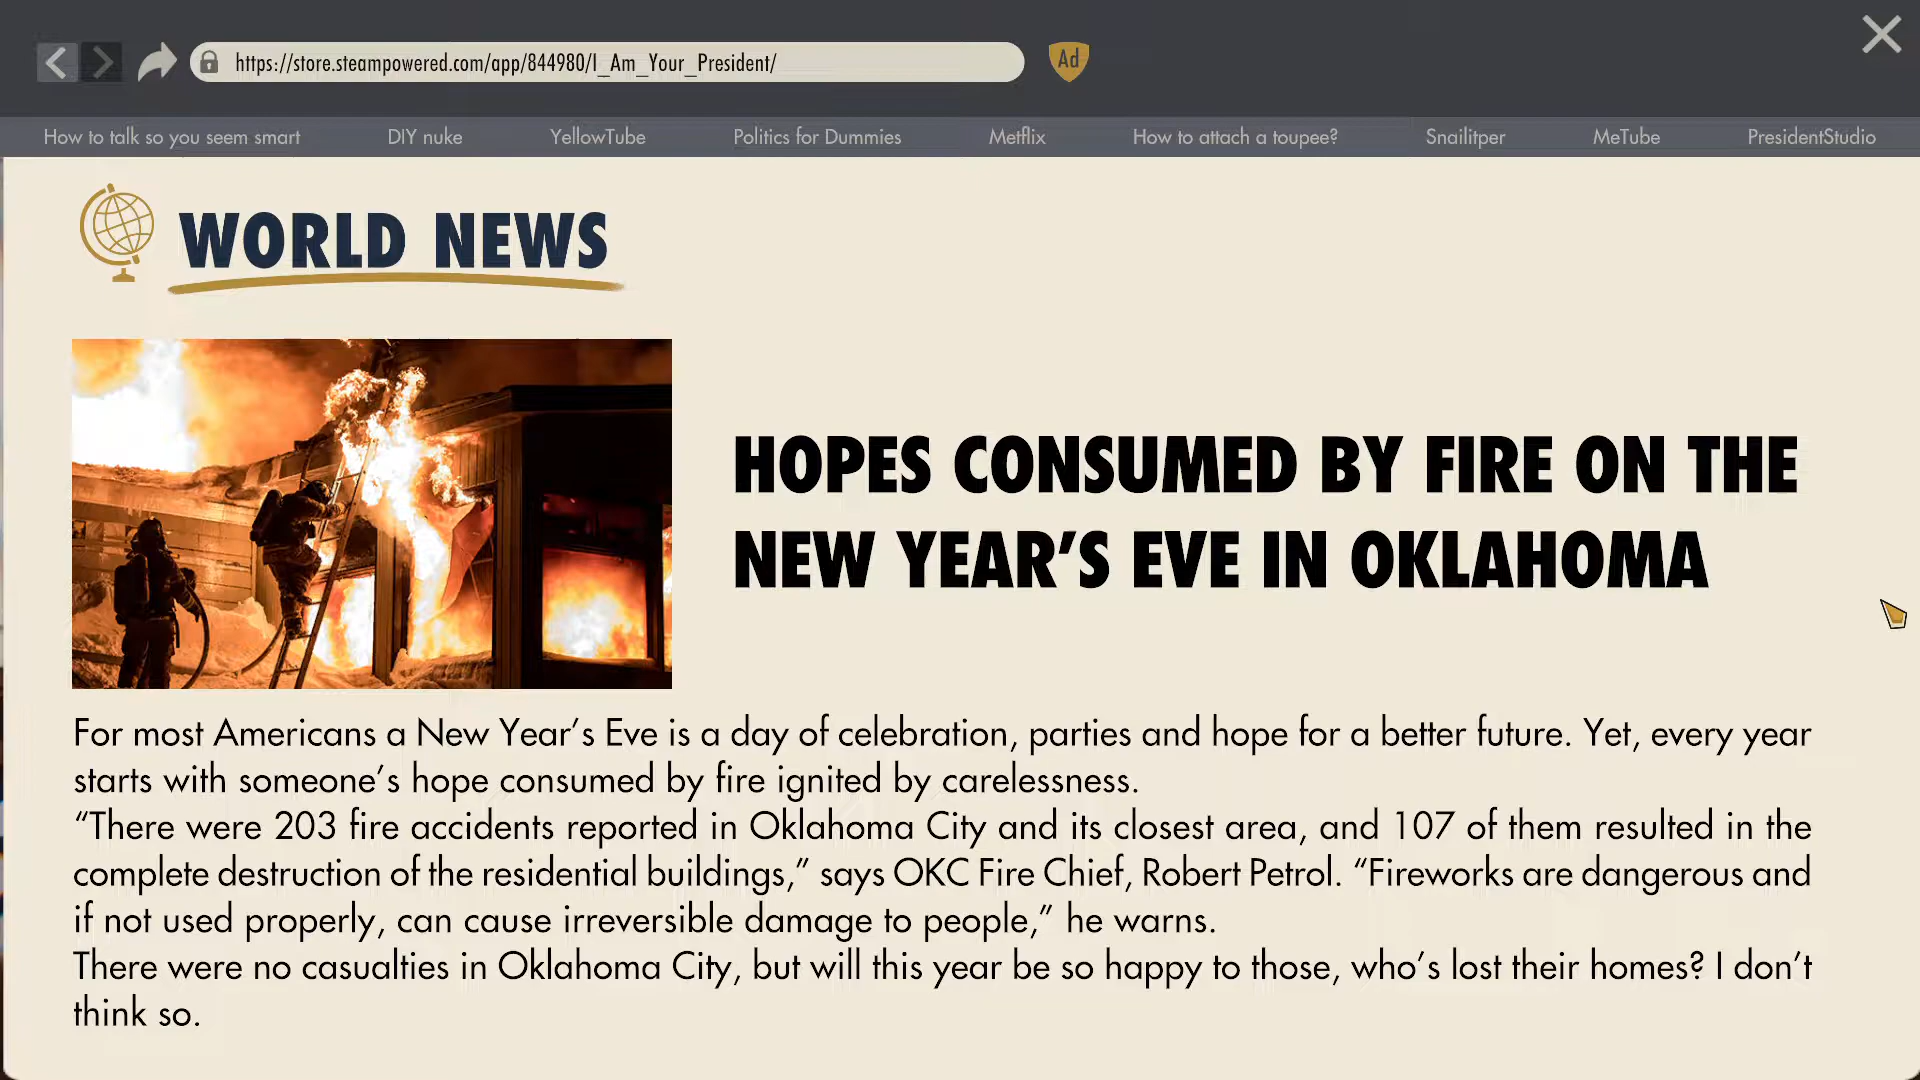 https://store.steampowered.com/app/844980/I_Am_Your_President/
Ad
How to talk so you seem smart
DIY nuke
YellowTube
Politics for Dummies
Metflix
How to attach a toupee?
Snailitper
MeTube
PresidentStudio
WORLD NEWS
HOPES CONSUMED BY FIRE ON THE
NEW YEAR’S EVE IN OKLAHOMA
For most Americans a New Year’s Eve is a day of celebration, parties and hope for a better future. Yet, every year
starts with someone’s hope consumed by fire ignited by carelessness.
“There were 203 fire accidents reported in Oklahoma City and its closest area, and 107 of them resulted in the
complete destruction of the residential buildings,” says OKC Fire Chief, Robert Petrol. “Fireworks are dangerous and
if not used properly, can cause irreversible damage to people,” he warns.
There were no casualties in Oklahoma City, but will this year be so happy to those, who’s lost their homes? I don’t
think so.